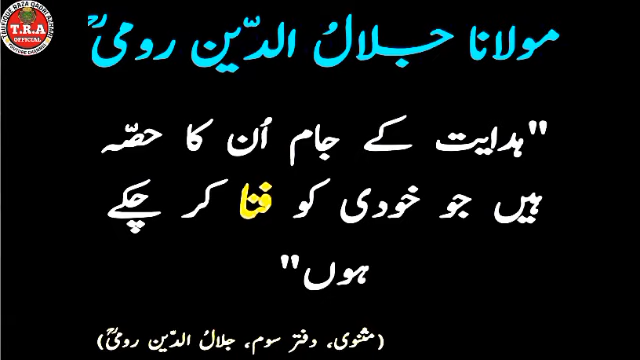 T.R.A
OFFICIAL
مولانا جلالُ الدّین رومیؒ
"ہدایت کے جام اُن کا حصّہ
ہیں جو خودی کو فنا کر چکے
ہوں"
(مثنوی، دفتر سوم، جلالُ الدّین رومیؒ)